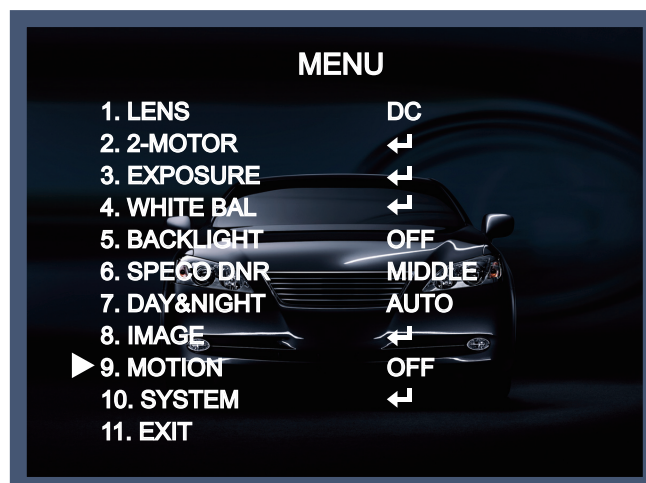 MENU
1. LENS DC
2. 2-MOTOR ↵
3. EXPOSURE ↵
4. WHITE BAL ↵
5. BACKLIGHT OFF
6. SPECO DNR MIDDLE
7. DAY&NIGHT AUTO
8. IMAGE ↵
▶ 9. MOTION OFF
10. SYSTEM ↵
11. EXIT